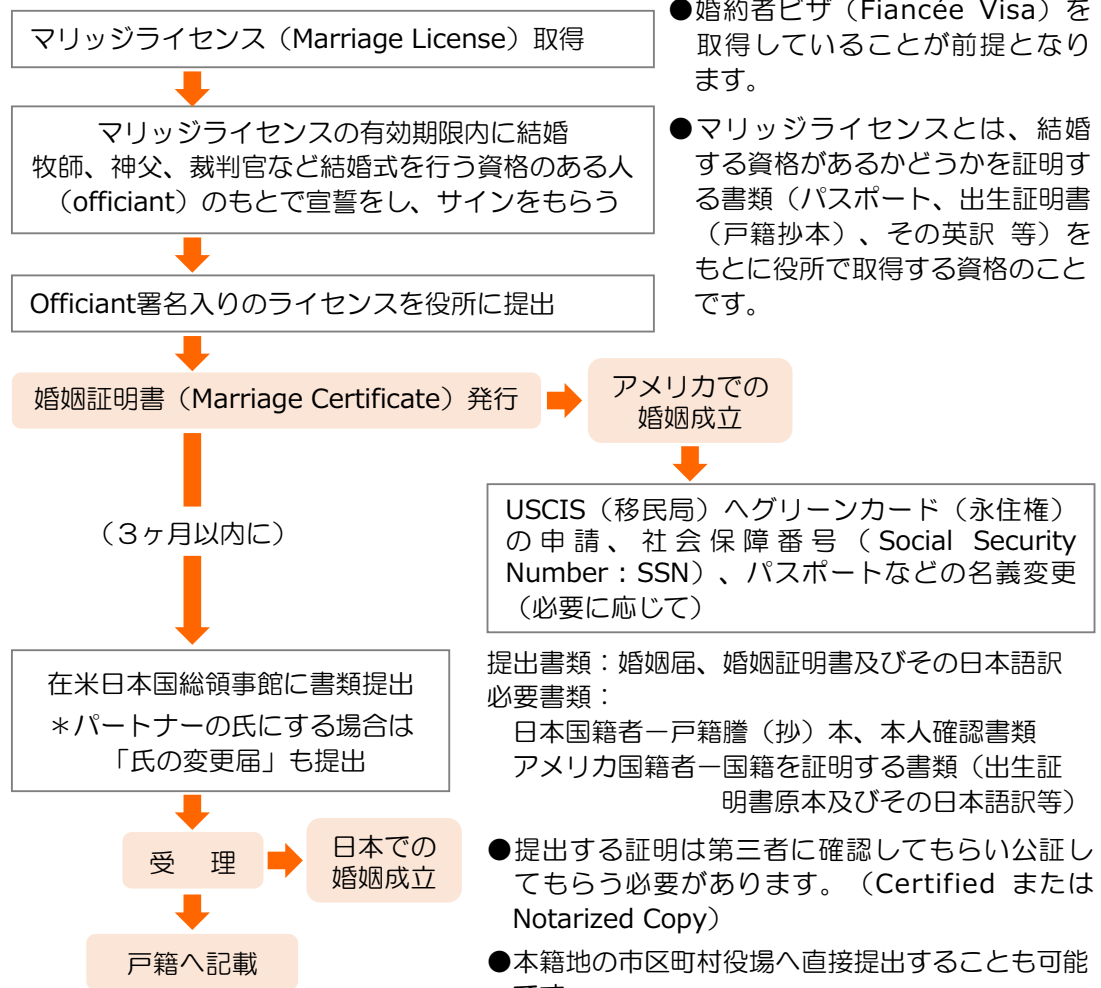 マリッジライセンス（Marriage License）取得
●婚約者ビザ（Fiancée Visa）を
取得していることが前提となり
ます。
マリッジライセンスの有効期限内に結婚
牧師、神父、裁判官など結婚式を行う資格のある人
（officiant）のもとで宣誓をし、サインをもらう
●マリッジライセンスとは、結婚
する資格があるかどうかを証明す
る書類（パスポート、出生証明書
（戸籍抄本）、その英訳 等）を
もとに役所で取得する資格のこと
です。
Officiant署名入りのライセンスを役所に提出
婚姻証明書（Marriage Certificate）発行
アメリカでの
婚姻成立
（３ヶ月以内に）
USCIS（移民局）へグリーンカード（永住権）
の申請、社会保障番号（Social Security
Number：SSN）、パスポートなどの名義変更
（必要に応じて）
在米日本国総領事館に書類提出
＊パートナーの氏にする場合は
「氏の変更届」も提出
提出書類：婚姻届、婚姻証明書及びその日本語訳
必要書類：
日本国籍者－戸籍謄（抄）本、本人確認書類
アメリカ国籍者－国籍を証明する書類（出生証
明書原本及びその日本語訳等）
受　理
日本での
婚姻成立
●提出する証明は第三者に確認してもらい公証し
てもらう必要があります。（Certified または
Notarized Copy）
戸籍へ記載
●本籍地の市区町村役場へ直接提出することも可能